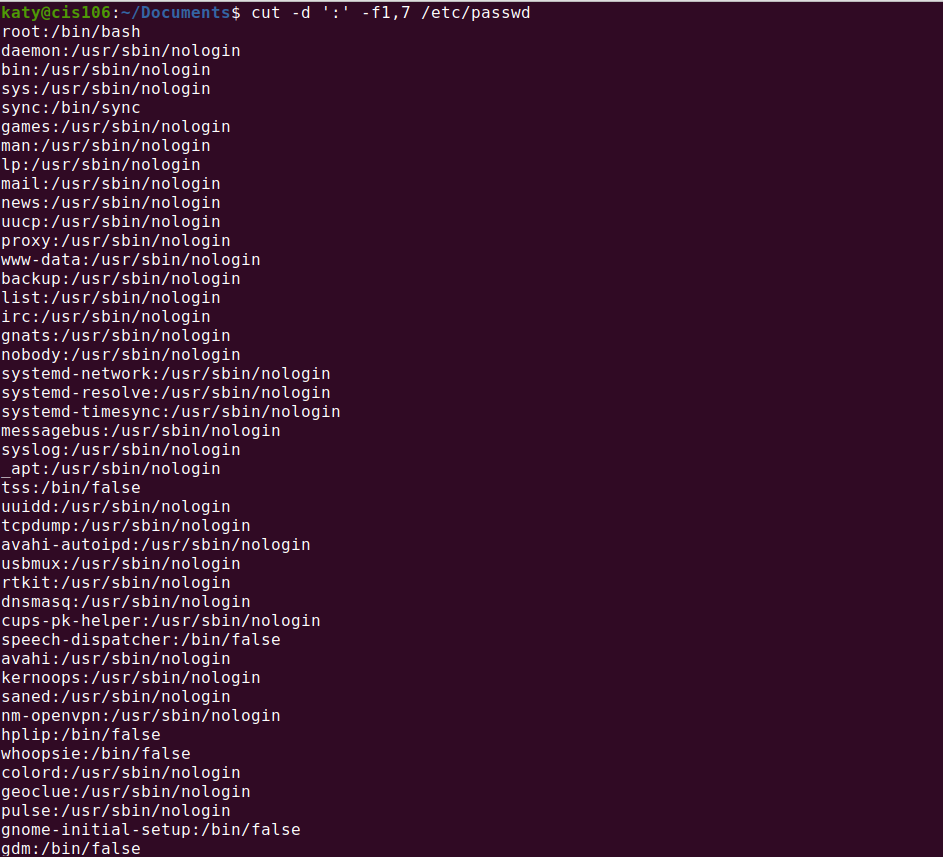 katy@cis106:~/Documents$ cut -d ':' -f1,7 /etc/passwd
root:/bin/bash
daemon:/usr/sbin/nologin
bin:/usr/sbin/nologin
sys:/usr/sbin/nologin
sync:/bin/sync
games:/usr/sbin/nologin
man:/usr/sbin/nologin
lp:/usr/sbin/nologin
mail:/usr/sbin/nologin
news:/usr/sbin/nologin
uucp:/usr/sbin/nologin
proxy:/usr/sbin/nologin
www-data:/usr/sbin/nologin
backup:/usr/sbin/nologin
list:/usr/sbin/nologin
irc:/usr/sbin/nologin
gnats:/usr/sbin/nologin
nobody:/usr/sbin/nologin
systemd-network:/usr/sbin/nologin
systemd-resolve:/usr/sbin/nologin
systemd-timesync:/usr/sbin/nologin
messagebus:/usr/sbin/nologin
syslog:/usr/sbin/nologin
_apt:/usr/sbin/nologin
tss:/bin/false
uuidd:/usr/sbin/nologin
tcpdump:/usr/sbin/nologin
avahi-autoipd:/usr/sbin/nologin
usbmux:/usr/sbin/nologin
rtkit:/usr/sbin/nologin
dnsmasq:/usr/sbin/nologin
cups-pk-helper:/usr/sbin/nologin
speech-dispatcher:/bin/false
avahi:/usr/sbin/nologin
kernoops:/usr/sbin/nologin
saned:/usr/sbin/nologin
nm-openvpn:/usr/sbin/nologin
hplip:/bin/false
whoopsie:/bin/false
colord:/usr/sbin/nologin
geoclue:/usr/sbin/nologin
pulse:/usr/sbin/nologin
gnome-initial-setup:/bin/false
gdm:/bin/false